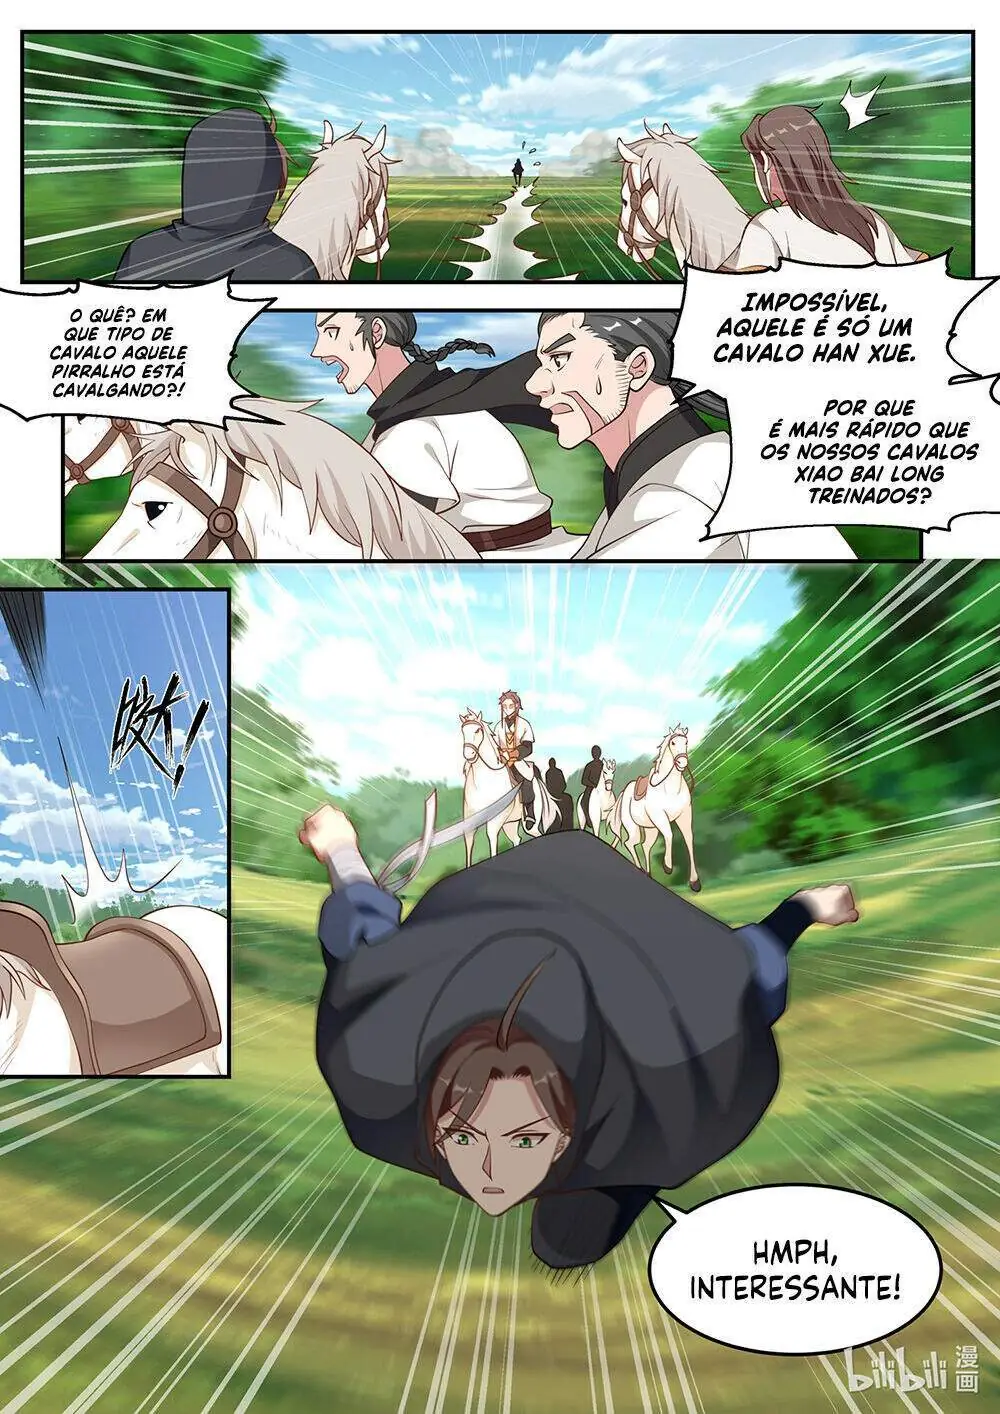 O QUÊ? EM
QUE TIPO DE
CAVALO AQUELE
PIRRALHO ESTÁ
CAVALGANDO?!
IMPOSSÍVEL,
AQUELE É SÓ UM
CAVALO HAN XUE.
POR QUE
É MAIS RÁPIDO QUE
OS NOSSOS CAVALOS
XIAO BAI LONG
TREINADOS?
HMPH,
INTERESSANTE!
bilibili 漫画